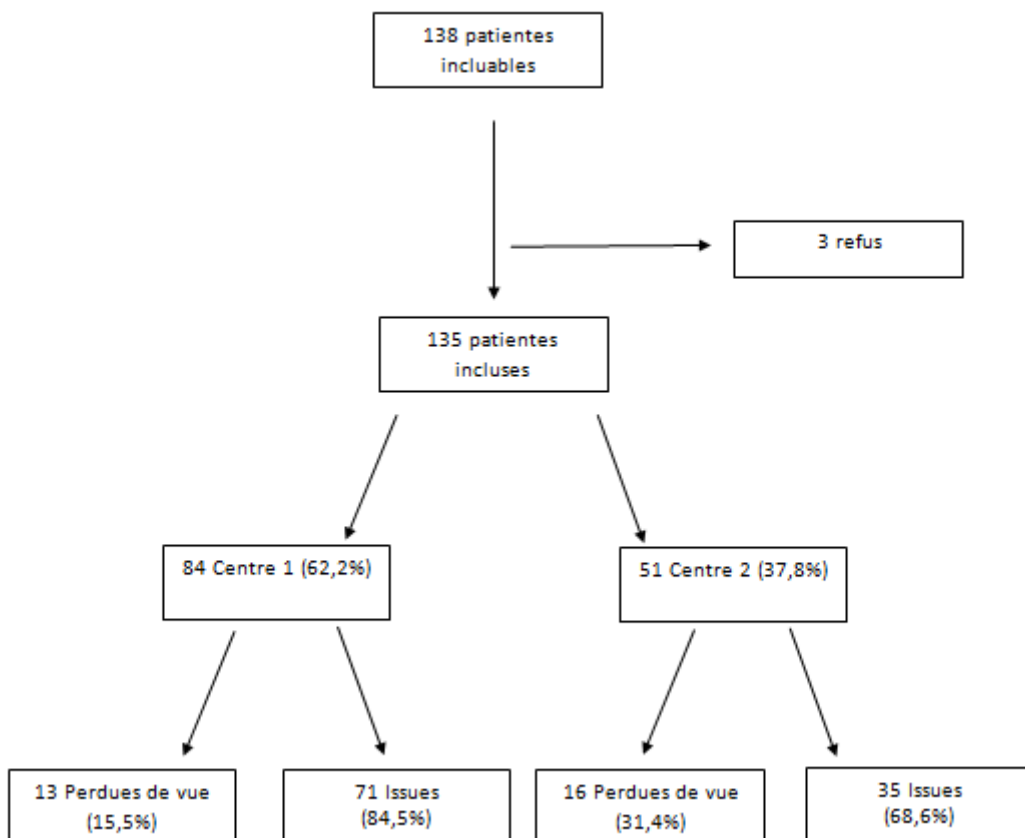 138 patientes
incluables
3 refus
135 patientes
incluses
84 Centre 1 (62,2%)
51 Centre 2 (37,8%)
13 Perdues de vue
(15,5%)
71 Issues
(84,5%)
16 Perdues de vue
(31,4%)
35 Issues
(68,6%)